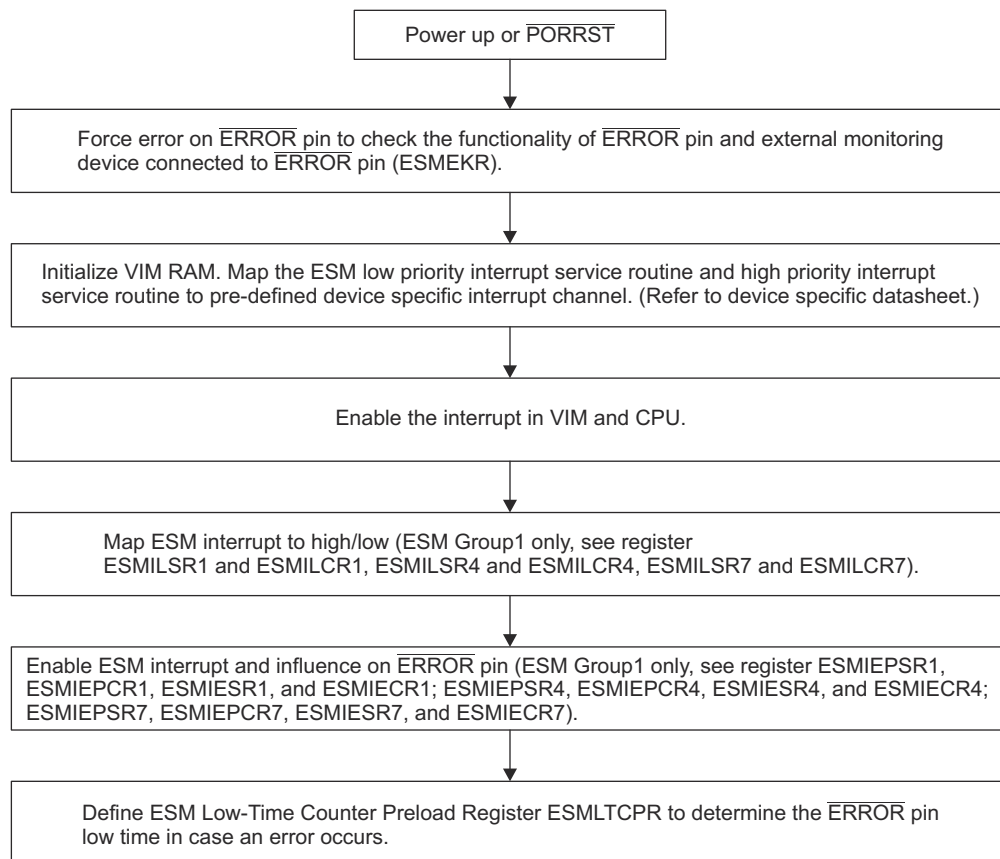 Power up or PORRST
Force error on ERROR pin to check the functionality of ERROR pin and external monitoring
device connected to ERROR pin (ESMEKR).
Initialize VIM RAM. Map the ESM low priority interrupt service routine and high priority interrupt
service routine to pre-defined device specific interrupt channel. (Refer to device specific datasheet.)
Enable the interrupt in VIM and CPU.
Map ESM interrupt to high/low (ESM Group1 only, see register
ESMILSR1 and ESMILCR1, ESMILSR4 and ESMILCR4, ESMILSR7 and ESMILCR7).
Enable ESM interrupt and influence on ERROR pin (ESM Group1 only, see register ESMIEPSR1,
ESMIEPCR1, ESMIESR1, and ESMIECR1; ESMIEPSR4, ESMIEPCR4, ESMIESR4, and ESMIECR4;
ESMIEPSR7, ESMIEPCR7, ESMIESR7, and ESMIECR7).
Define ESM Low-Time Counter Preload Register ESMLTCPR to determine the ERROR pin
low time in case an error occurs.